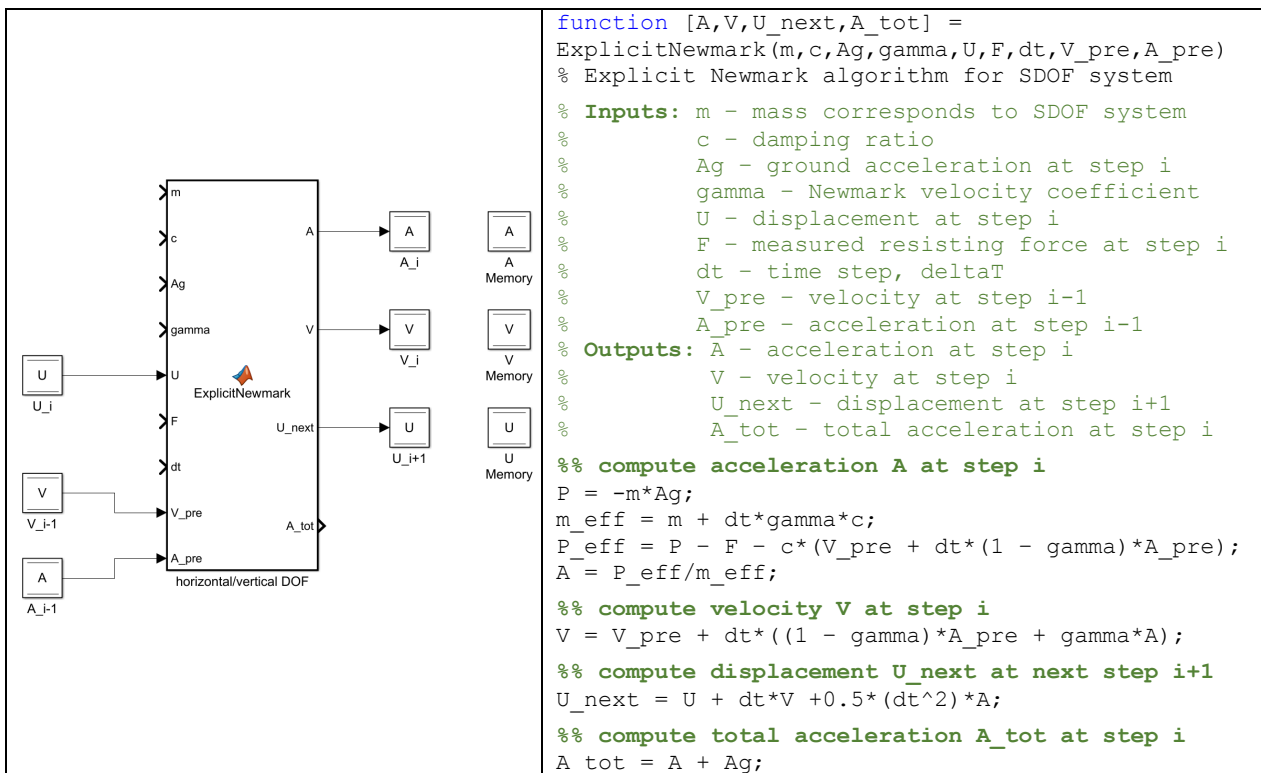 m
c
Ag
gamma
U
F
dt
V_pre
A_pre
A
V
U_next
A_tot
ExplicitNewmark
horizontal/vertical DOF
U
U_i
V
V_i-1
A
A_i-1
A
A_i
V
V_i
U
U_i+1
A
A
Memory
V
V
Memory
U
U
Memory
function [A,V,U_next,A_tot] =
ExplicitNewmark(m,c,Ag,gamma,U,F,dt,V_pre,A_pre)
% Explicit Newmark algorithm for SDOF system
% Inputs: m – mass corresponds to SDOF system
% c – damping ratio
% Ag – ground acceleration at step i
% gamma – Newmark velocity coefficient
% U – displacement at step i
% F – measured resisting force at step i
% dt – time step, deltaT
% V_pre – velocity at step i-1
% A_pre – acceleration at step i-1
% Outputs: A – acceleration at step i
% V – velocity at step i
% U_next – displacement at step i+1
% A_tot – total acceleration at step i
%% compute acceleration A at step i
P = -m*Ag;
m_eff = m + dt*gamma*c;
P_eff = P - F - c*(V_pre + dt*(1 - gamma)*A_pre);
A = P_eff/m_eff;
%% compute velocity V at step i
V = V_pre + dt*((1 - gamma)*A_pre + gamma*A);
%% compute displacement U_next at next step i+1
U_next = U + dt*V +0.5*(dt^2)*A;
%% compute total acceleration A_tot at step i
A_tot = A + Ag;